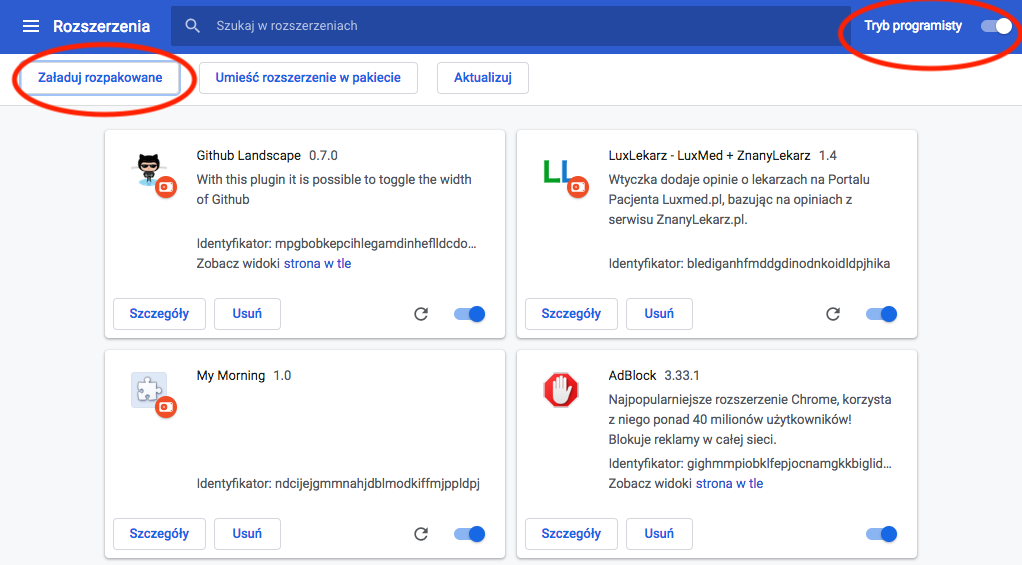 Rozszerzenia
Szukaj w rozszerzeniach
Tryb programisty
Załaduj rozpakowane
Umieść rozszerzenie w pakiecie
Aktualizuj
Github Landscape 0.7.0
With this plugin it is possible to toggle the width
of Github
Identyfikator: mpgbobkepcihlegamdinheflldcdo...
Zobacz widoki strona w tle
Szczegóły
Usuń
LL
LuxLekarz - LuxMed + ZnanyLekarz 1.4
Wtyczka dodaje opinie o lekarzach na Portalu
Pacjenta Luxmed.pl, bazując na opiniach z
serwisu ZnanyLekarz.pl.
Identyfikator: blediganhfmddgdinodnkoidldpjhika
Szczegóły
Usuń
My Morning 1.0
Identyfikator: ndcijejgmmnahjdblmodkiffmjppldpj
Szczegóły
Usuń
AdBlock 3.33.1
Najpopularniejsze rozszerzenie Chrome, korzysta
z niego ponad 40 milionów użytkowników!
Blokuje reklamy w całej sieci.
Identyfikator: gighmmpiobklfepjocnamgkkbiglid...
Zobacz widoki strona w tle
Szczegóły
Usuń